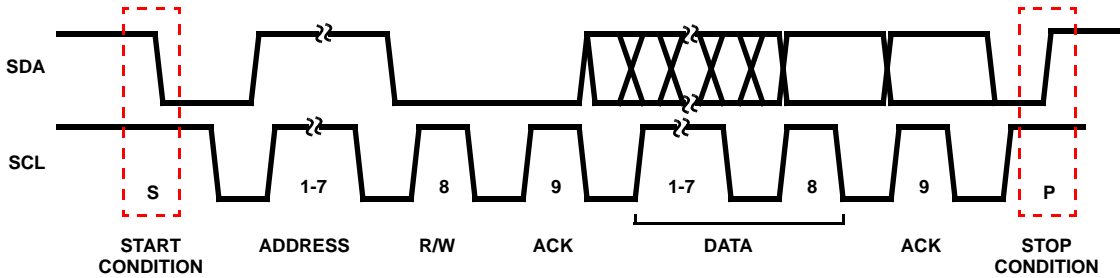 SDA
SCL
S
1-7
8
9
1-7
8
9
P
START
CONDITION
ADDRESS
R/W
ACK
DATA
ACK
STOP
CONDITION